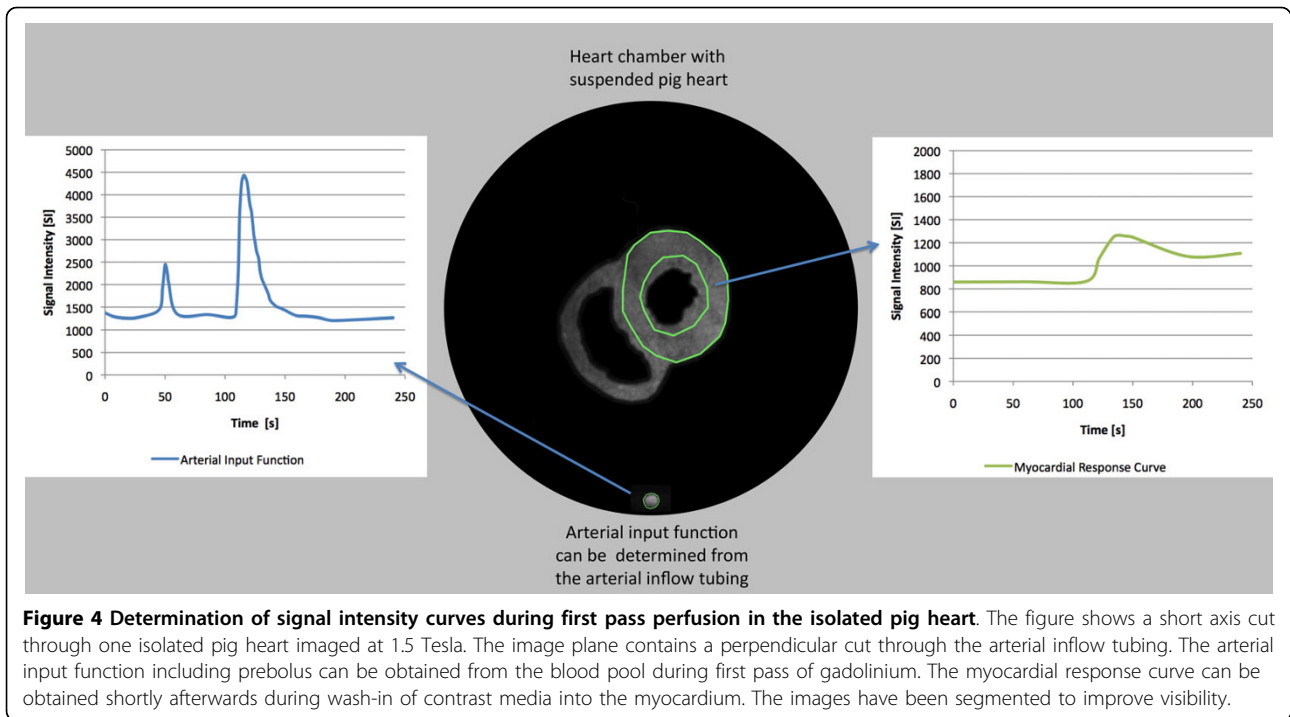 Heart chamber with
suspended pig heart
5000
4500
4000
3500
3000
2500
2000
1500
1000
500
0
Signal Intensity [SI]
0 50 100 150 200 250
Time [s]
Arterial Input Function
2000
1800
1600
1400
1200
1000
800
600
400
200
0
Signal Intensity [SI]
0 50 100 150 200 250
Time [s]
Myocardial Response Curve
Arterial input function
can be determined from
the arterial inflow tubing
Figure 4 Determination of signal intensity curves during first pass perfusion in the isolated pig heart. The figure shows a short axis cut
through one isolated pig heart imaged at 1.5 Tesla. The image plane contains a perpendicular cut through the arterial inflow tubing. The arterial
input function including prebolus can be obtained from the blood pool during first pass of gadolinium. The myocardial response curve can be
obtained shortly afterwards during wash-in of contrast media into the myocardium. The images have been segmented to improve visibility.